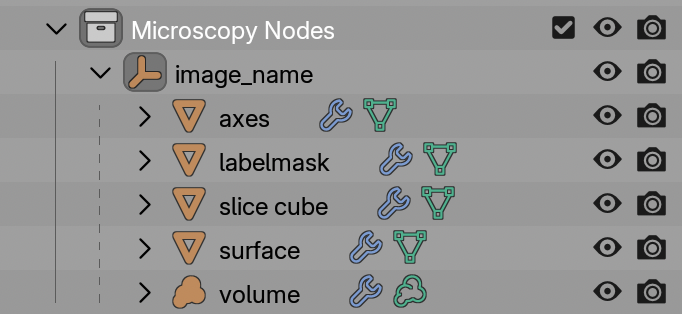 Microscopy Nodes
image_name
axes
labelmask
slice cube
surface
volume